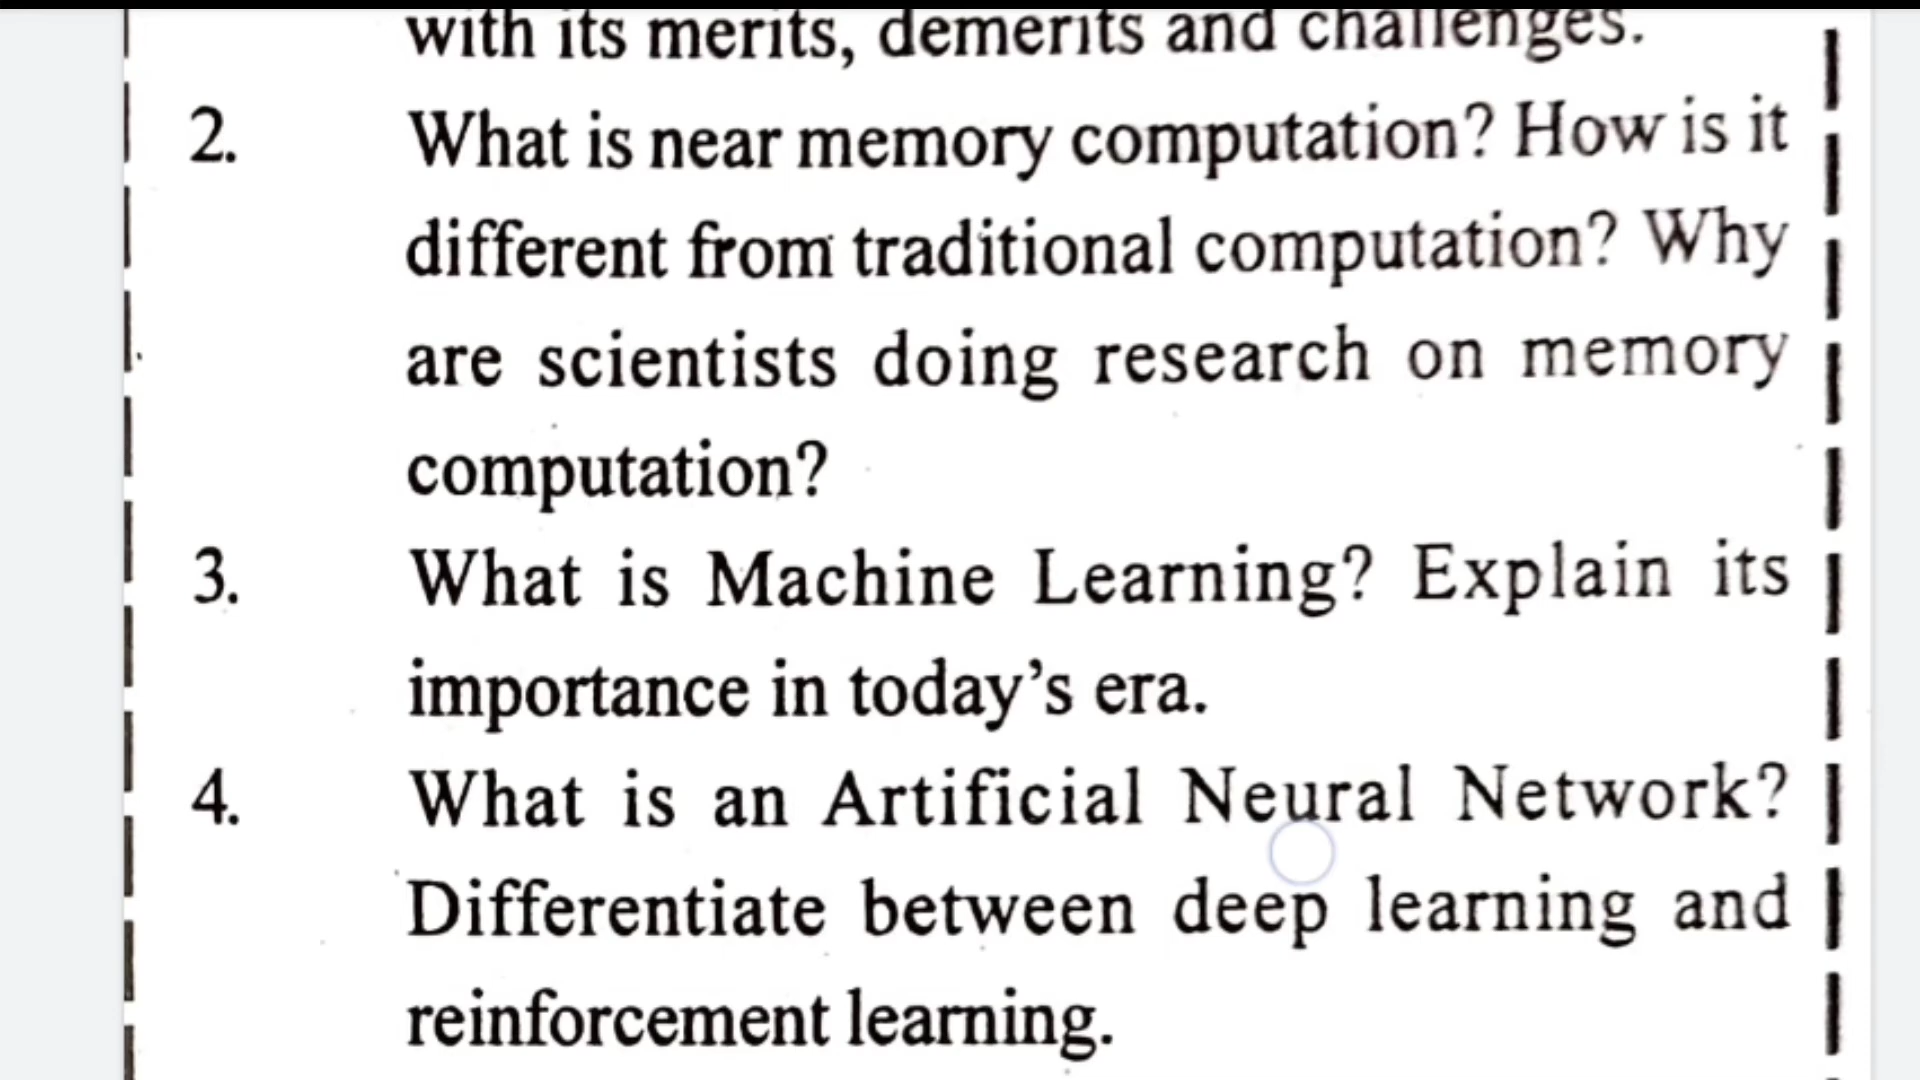 with its merits, demerits and challenges.
2. What is near memory computation? How is it
different from traditional computation? Why
are scientists doing research on memory
computation?
3. What is Machine Learning? Explain its
importance in today’s era.
4. What is an Artificial Neural Network?
Differentiate between deep learning and
reinforcement learning.